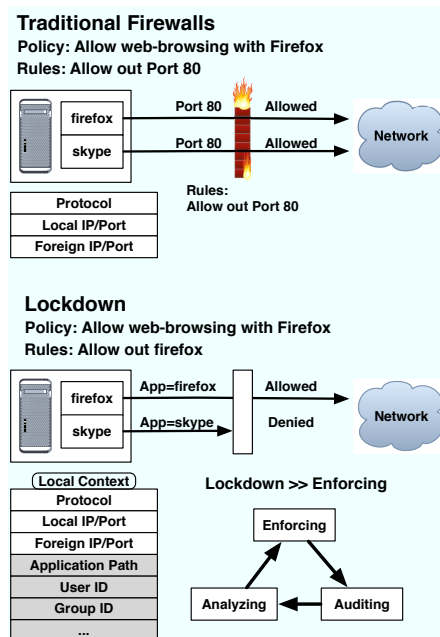 Traditional Firewalls
Policy: Allow web-browsing with Firefox
Rules: Allow out Port 80
firefox
Port 80
Allowed
skype
Port 80
Allowed
Network
Rules:
Allow out Port 80
Protocol
Local IP/Port
Foreign IP/Port
Lockdown
Policy: Allow web-browsing with Firefox
Rules: Allow out firefox
firefox
App=firefox
Allowed
skype
App=skype
Denied
Network
Local Context
Protocol
Local IP/Port
Foreign IP/Port
Application Path
User ID
Group ID
...
Lockdown >> Enforcing
Enforcing
Analyzing
Auditing